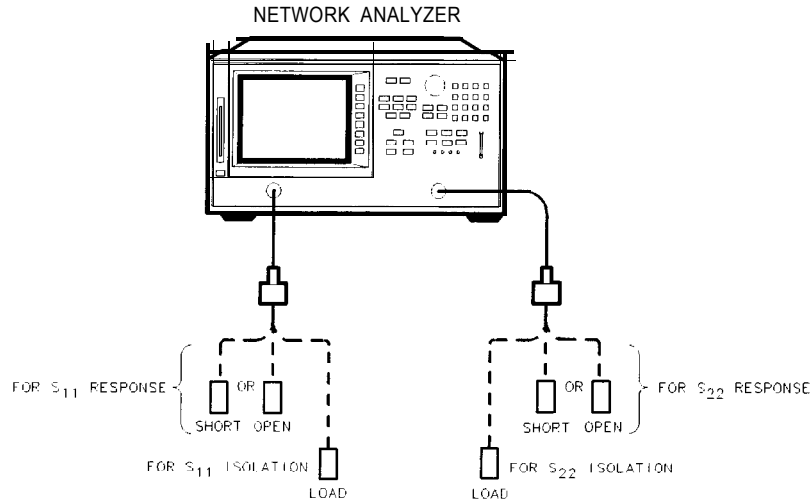 NETWORK ANALYZER
FOR S11 RESPONSE
OR
SHORT OPEN
FOR S11 ISOLATION
LOAD
OR
FOR S22 RESPONSE
SHORT OPEN
FOR S22 ISOLATION
LOAD